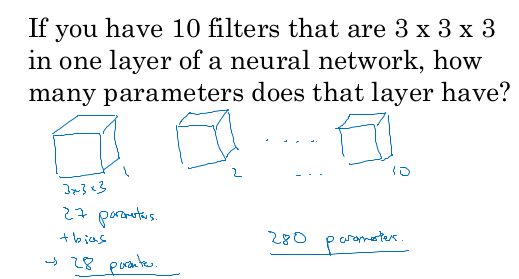 If you have 10 filters that are 3 x 3 x 3
in one layer of a neural network, how
many parameters does that layer have?
1 2 ..... ... 10
3x3x3
27 parameters.
+ bias
280 parameters.
→ 28 parameter.